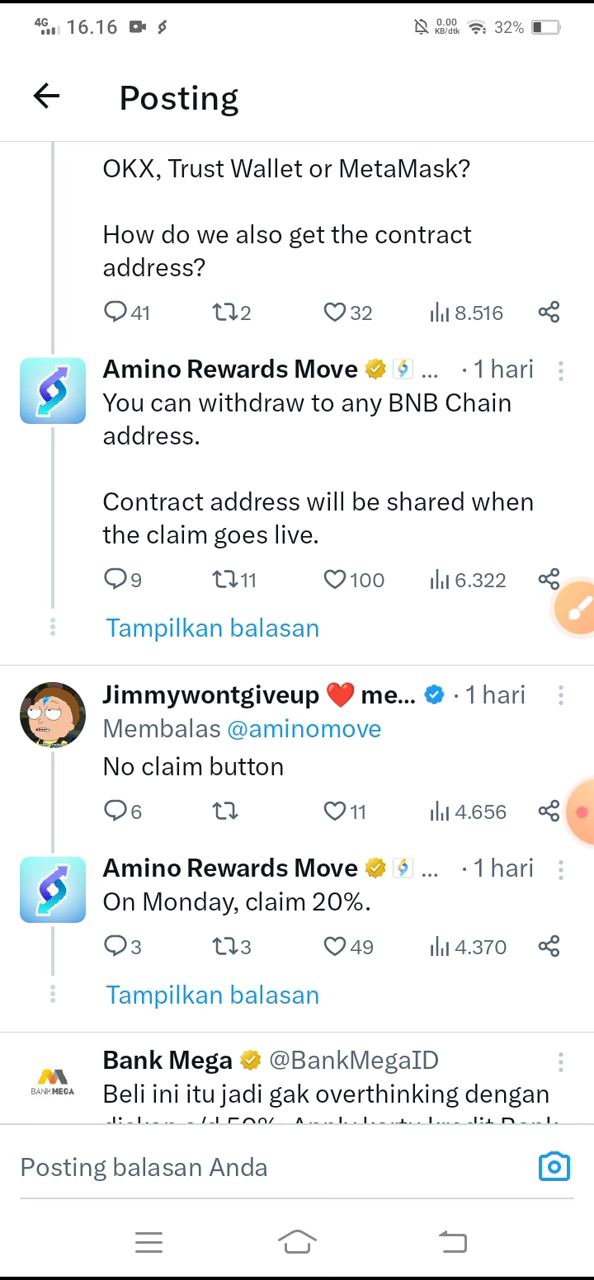 4G 16.16 0.00 KB/dtk 32%
Posting
OKX, Trust Wallet or MetaMask?
How do we also get the contract
address?
41 2 32 8.516
Amino Rewards Move ... · 1 hari
You can withdraw to any BNB Chain
address.
Contract address will be shared when
the claim goes live.
9 11 100 6.322
Tampilkan balasan
Jimmywontgiveup ❤️ me... · 1 hari
Membalas @aminomove
No claim button
6 11 4.656
Amino Rewards Move ... · 1 hari
On Monday, claim 20%.
3 3 49 4.370
Tampilkan balasan
BANK MEGA
Bank Mega @BankMegaID
Beli ini itu jadi gak overthinking dengan
Posting balasan Anda